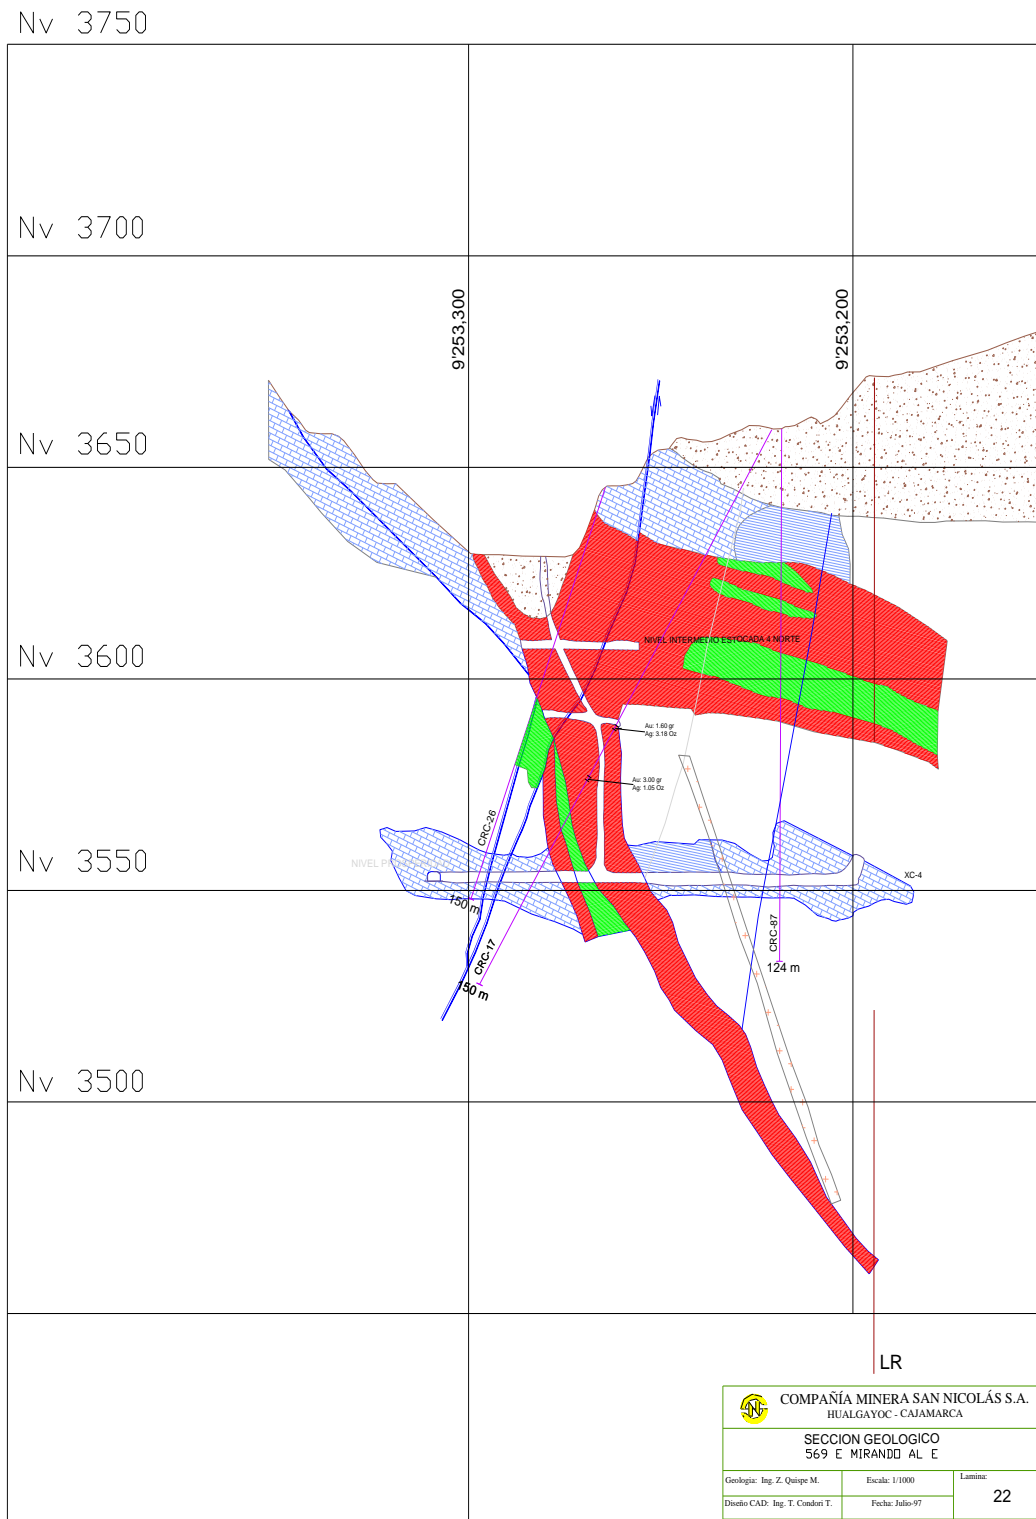 Nv 3750
Nv 3700
9'253,300
9'253,200
Nv 3650
NIVEL INTERMEDIO ESTOCADA 4 NORTE
Nv 3600
Au: 1.60 gr
Ag: 3.18 Oz
Au: 3.00 gr
Ag: 1.05 Oz
CRC-26
Nv 3550
NIVEL
XC-4
150 m
CRC-17
CRC-87
150 m
124 m
Nv 3500
LR
COMPAÑÍA MINERA SAN NICOLÁS S.A.
HUALGAYOC - CAJAMARCA
SECCION GEOLOGICO
569 E MIRANDO AL E
Geologia: Ing. Z. Quispe M.
Escala: 1/1000
Lamina:
22
Diseño CAD: Ing. T. Condori T.
Fecha: Julio-97